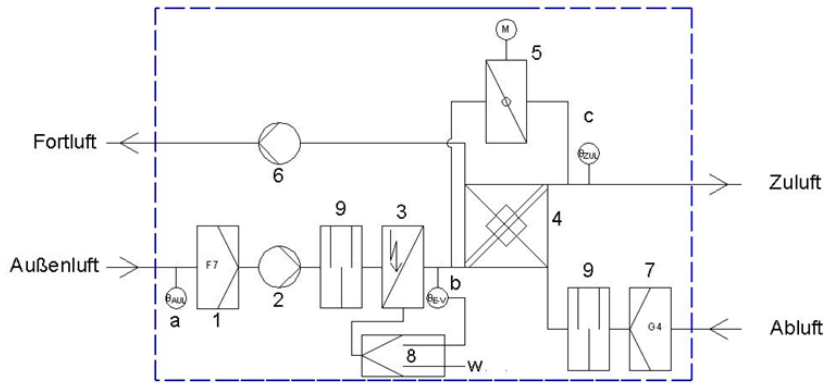 M
5
Fortluft
c
θZUL
6
Zuluft
9
3
4
Außenluft
F7
2
b
θAUL
θE-V
a
1
9
7
G4
Abluft
8
W